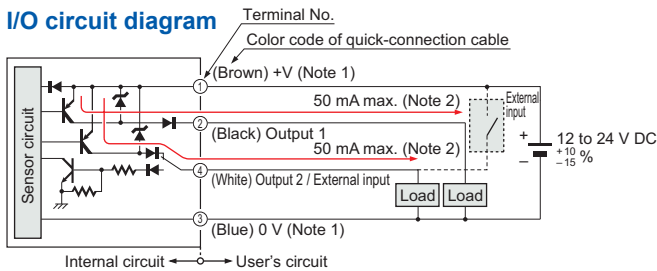 I/O circuit diagram
Terminal No.
Color code of quick-connection cable
1 (Brown) +V (Note 1)
50 mA max. (Note 2)
External
input
2
(Black) Output 1
+
12 to 24 V DC
50 mA max. (Note 2)
–
+10
–15 %
4
(White) Output 2 / External input
Sensor circuit
Load
Load
3
(Blue) 0 V (Note 1)
Internal circuit
User's circuit